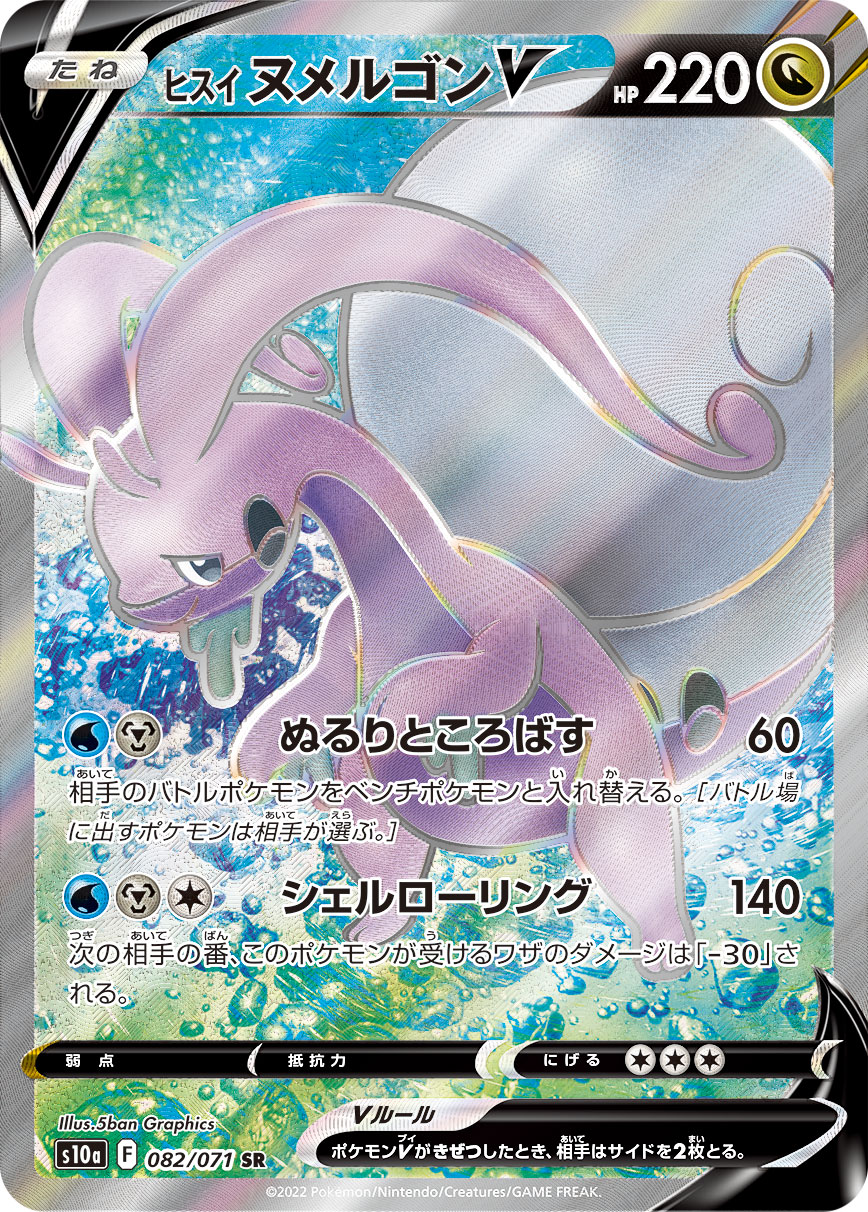 たね
ヒスイ ヌメルゴンV HP 220
ぬるりところばす 60
相手のバトルポケモンをベンチポケモンと入れ替える。[バトル場
に出すポケモンは相手が選ぶ。]
シェルローリング 140
次の相手の番、このポケモンが受けるワザのダメージは「-30」さ
れる。
弱点 抵抗力 にげる
Illus.5ban Graphics
Vルール
ポケモンVがきぜつしたとき、相手はサイドを2枚とる。
s10a F 082/071 SR
©2022 Pokémon/Nintendo/Creatures/GAME FREAK.